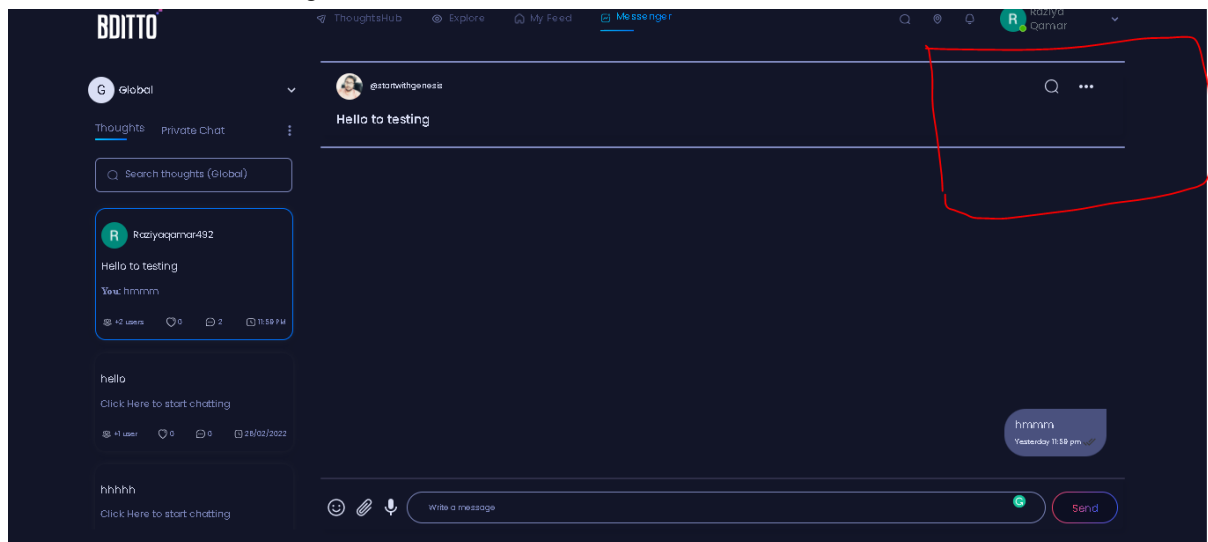 BDITTO
ThoughtsHub Explore My Feed Messenger
R Raziya Qamar
G Global
Thoughts Private Chat
Search thoughts (Global)
R Raziyaqamar492
Hello to testing
You: hmmm
+2 users 0 2 11:59 PM
hello
Click Here to start chatting
+1 user 0 0 28/02/2022
hhhhh
Click Here to start chatting
@startwithgenesis
Hello to testing
hmmm
Yesterday 11:59 pm
Write a message
G
Send